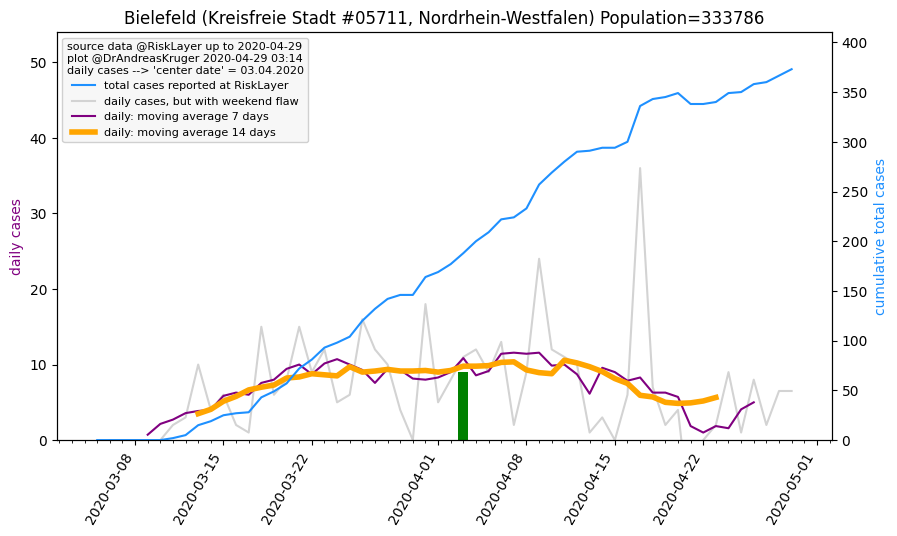 Bielefeld (Kreisfreie Stadt #05711, Nordrhein-Westfalen) Population=333786
source data @RiskLayer up to 2020-04-29
plot @DrAndreasKruger 2020-04-29 03:14
daily cases --> 'center date' = 03.04.2020
total cases reported at RiskLayer
daily cases, but with weekend flaw
daily: moving average 7 days
daily: moving average 14 days
daily cases
50
40
30
20
10
0
cumulative total cases
400
350
300
250
200
150
100
50
0
2020-03-08
2020-03-15
2020-03-22
2020-04-01
2020-04-08
2020-04-15
2020-04-22
2020-05-01